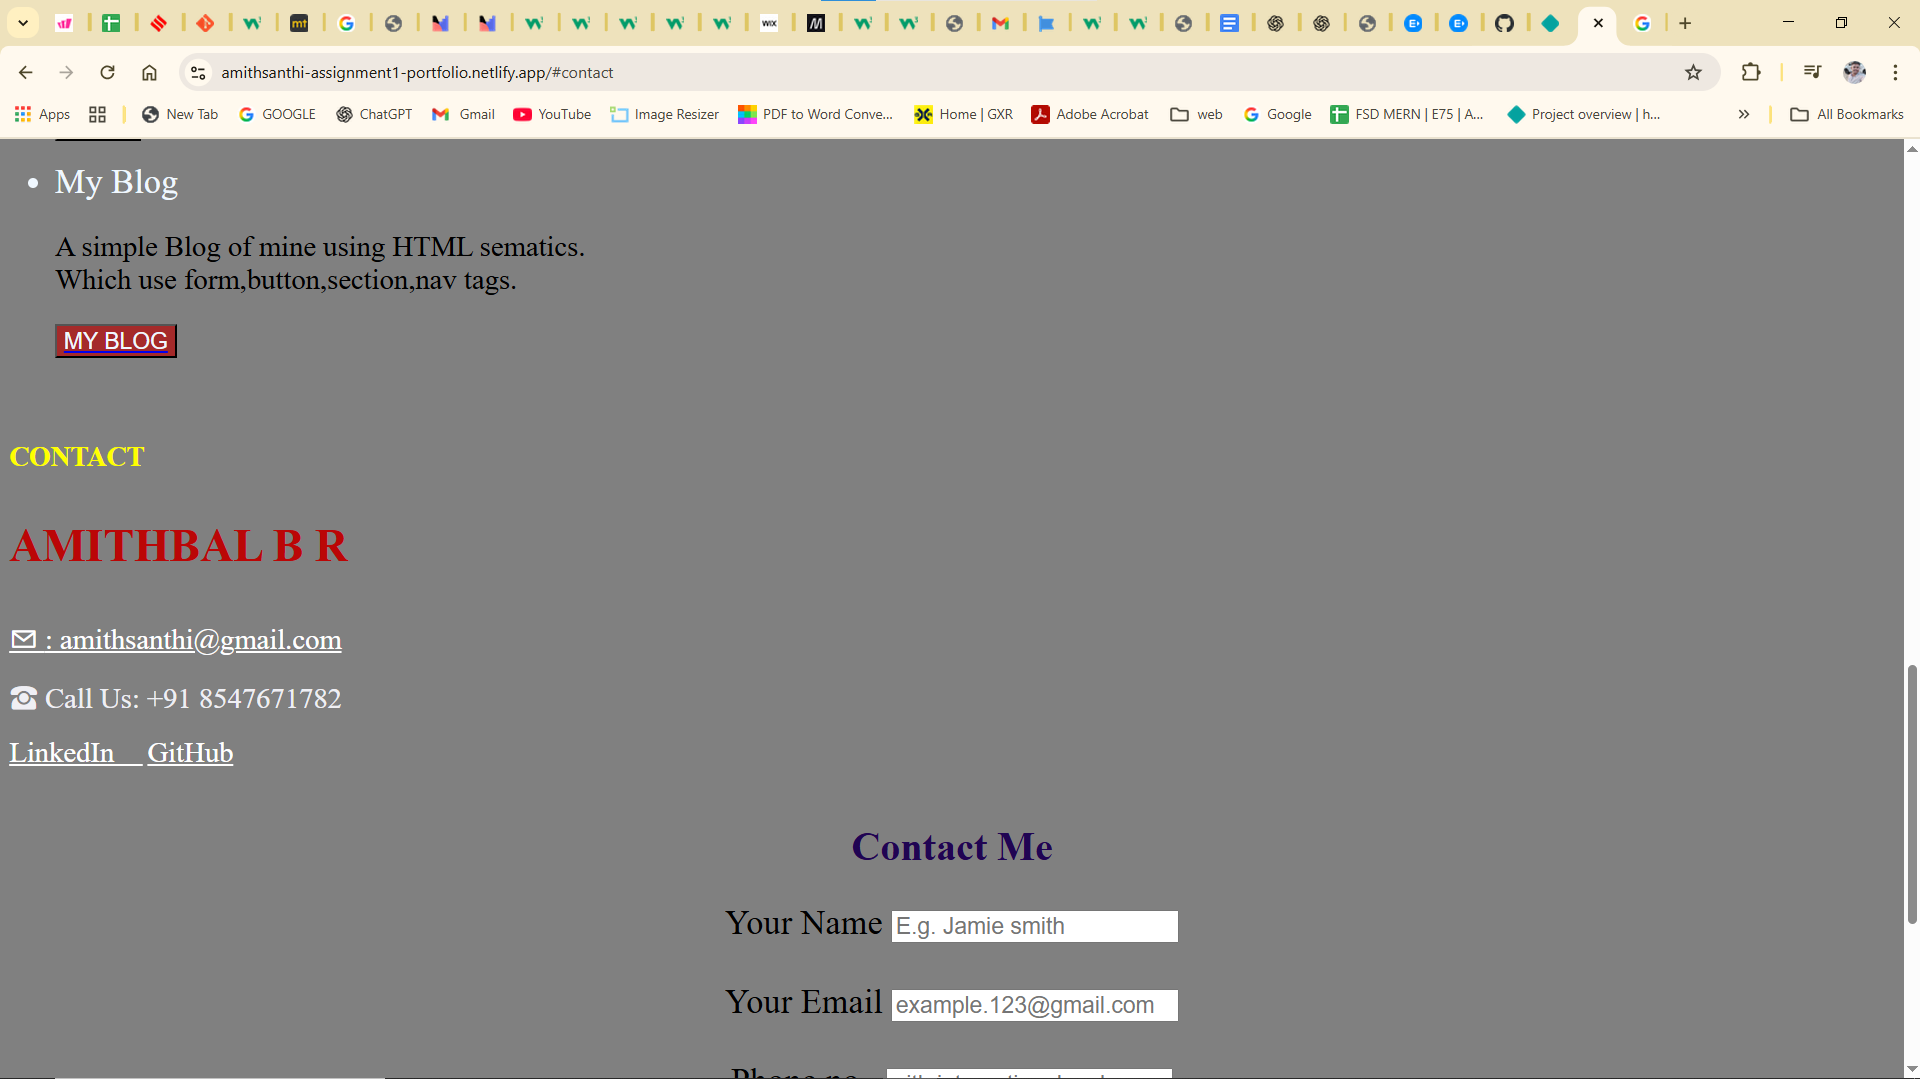 amithsanthi-assignment1-portfolio.netlify.app/#contact
Apps New Tab GOOGLE ChatGPT Gmail YouTube Image Resizer PDF to Word Conve... Home | GXR Adobe Acrobat web Google FSD MERN | E75 | A... Project overview | h... » All Bookmarks
My Blog
A simple Blog of mine using HTML sematics.
Which use form,button,section,nav tags.
MY BLOG
CONTACT
AMITHBAL B R
: amithsanthi@gmail.com
Call Us: +91 8547671782
LinkedIn GitHub
Contact Me
Your Name E.g. Jamie smith
Your Email example.123@gmail.com
Phone no